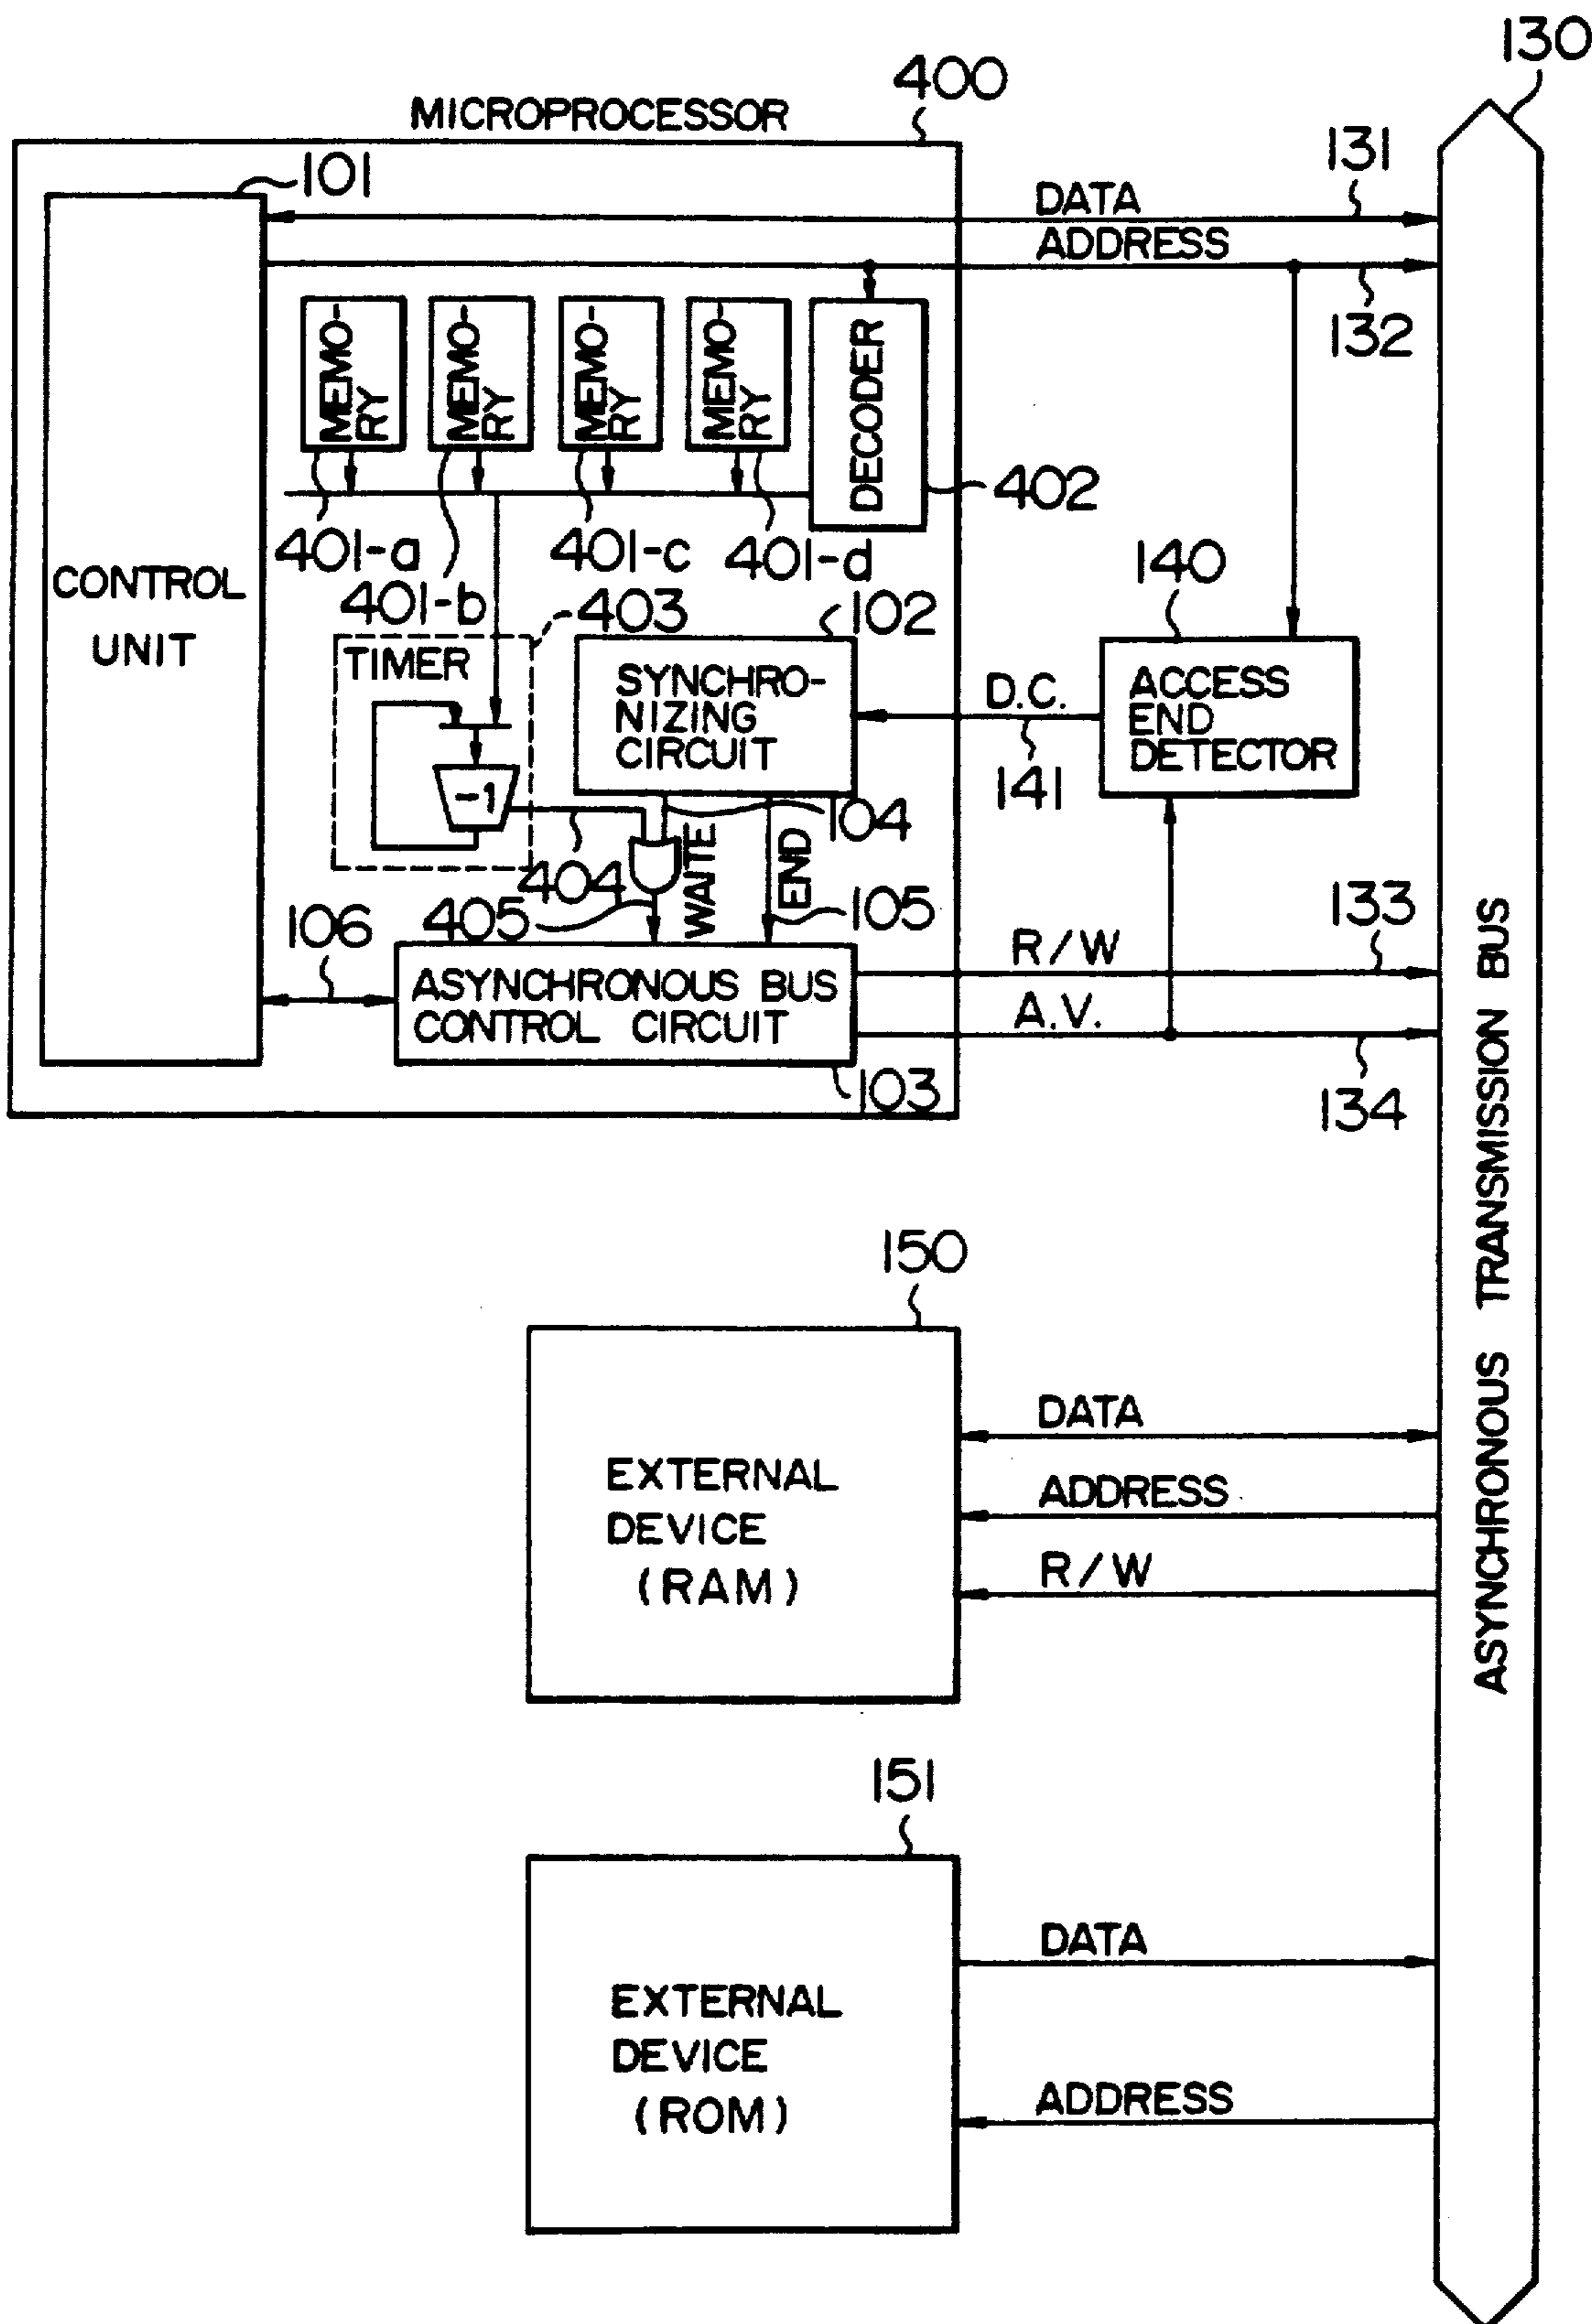 130
400
MICROPROCESSOR
131
101
DATA
ADDRESS
132
MEMO-
RY
MEMO-
RY
MEMO-
RY
MEMO-
RY
DECODER
402
401-a
401-c
401-d
140
CONTROL
UNIT
401-b
403
102
TIMER
SYNCHRO-
NIZING
CIRCUIT
D.C.
ACCESS
END
DETECTOR
141
-1
104
WAITE
END
404
405
105
133
106
R/W
ASYNCHRONOUS BUS
CONTROL CIRCUIT
A.V.
103
134
ASYNCHRONOUS TRANSMISSION BUS
150
DATA
EXTERNAL
DEVICE
(RAM)
ADDRESS
R/W
151
DATA
EXTERNAL
DEVICE
(ROM)
ADDRESS